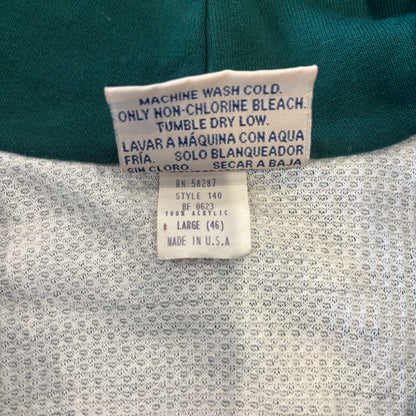 MACHINE WASH COLD.
ONLY NON-CHLORINE BLEACH.
TUMBLE DRY LOW.
LAVAR A MÁQUINA CON AQUA
FRÍA. SOLO BLANQUEADOR
SIN CLORO. SECAR A BAJA
RN 58287
STYLE 140
BF 0623
100% ACRYLIC
LARGE (46)
MADE IN U.S.A